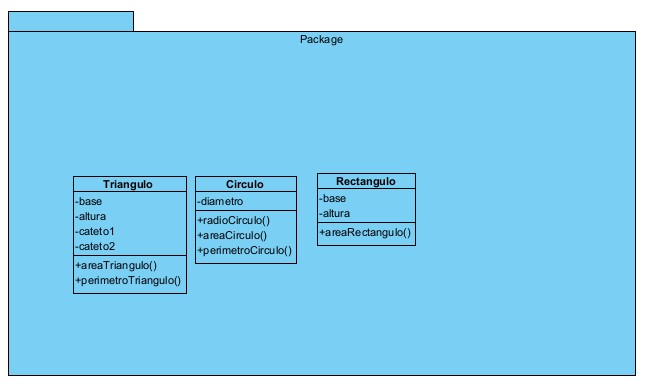 Package
Triangulo
-base
-altura
-cateto1
-cateto2
+areaTriangulo()
+perimetroTriangulo()
Circulo
-diametro
+radioCirculo()
+areaCirculo()
+perimetroCirculo()
Rectangulo
-base
-altura
+areaRectangulo()